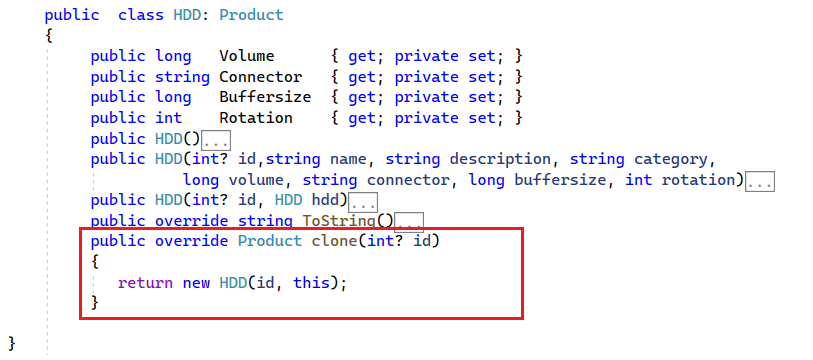 public  class HDD: Product
{
public long   Volume      { get; private set; }
public string Connector   { get; private set; }
public long   Buffersize  { get; private set; }
public int    Rotation    { get; private set; }
public HDD()...
public HDD(int? id,string name, string description, string category,
long volume, string connector, long buffersize, int rotation)...
public HDD(int? id, HDD hdd)...
public override string ToString()...
public override Product clone(int? id)
{
return new HDD(id, this);
}
}